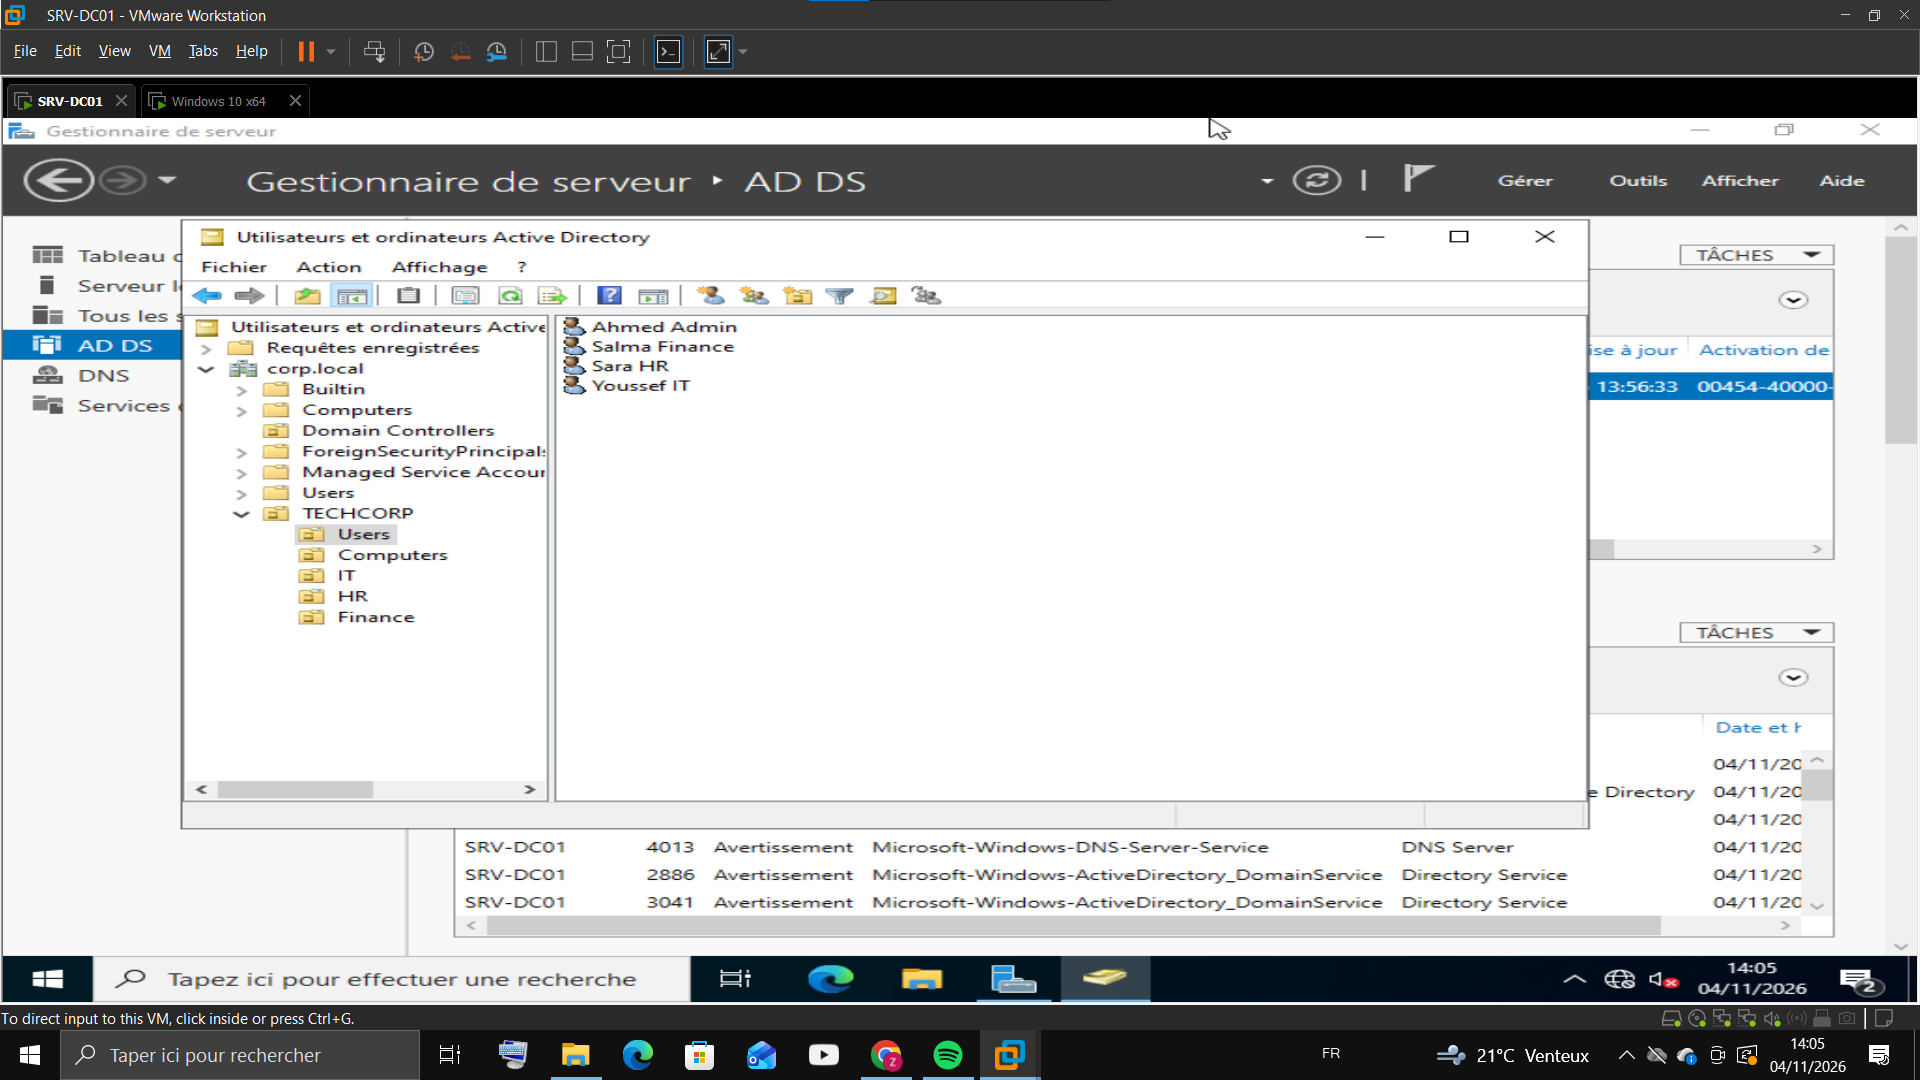 SRV-DC01 - VMware Workstation
File Edit View VM Tabs Help
SRV-DC01 Windows 10 x64
Gestionnaire de serveur
Gestionnaire de serveur ‣ AD DS
Gérer Outils Afficher Aide
Tableau
Serveur
Tous les
AD DS
DNS
Services
Utilisateurs et ordinateurs Active Directory
Fichier Action Affichage ?
Utilisateurs et ordinateurs Active
Requêtes enregistrées
corp.local
Builtin
Computers
Domain Controllers
ForeignSecurityPrincipals
Managed Service Accour
Users
TECHCORP
Users
Computers
IT
HR
Finance
Ahmed Admin
Salma Finance
Sara HR
Youssef IT
TÂCHES
ise à jour Activation de
13:56:33 00454-40000-
TÂCHES
Date et h
04/11/20
e Directory 04/11/20
04/11/20
SRV-DC01 4013 Avertissement Microsoft-Windows-DNS-Server-Service DNS Server 04/11/20
SRV-DC01 2886 Avertissement Microsoft-Windows-ActiveDirectory_DomainService Directory Service 04/11/20
SRV-DC01 3041 Avertissement Microsoft-Windows-ActiveDirectory_DomainService Directory Service 04/11/20
Tapez ici pour effectuer une recherche
14:05
04/11/2026
2
To direct input to this VM, click inside or press Ctrl+G.
Taper ici pour rechercher
FR
21°C Venteux
14:05
04/11/2026